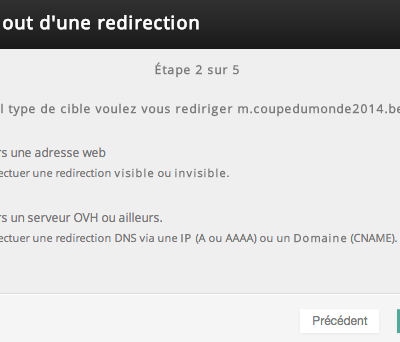 out d'une redirection
Étape 2 sur 5
l type de cible voulez vous rediriger m.coupedumonde2014.be
rs une adresse web
ectuer une redirection visible ou invisible.
rs un serveur OVH ou ailleurs.
ectuer une redirection DNS via une IP (A ou AAAA) ou un Domaine (CNAME).
Précédent